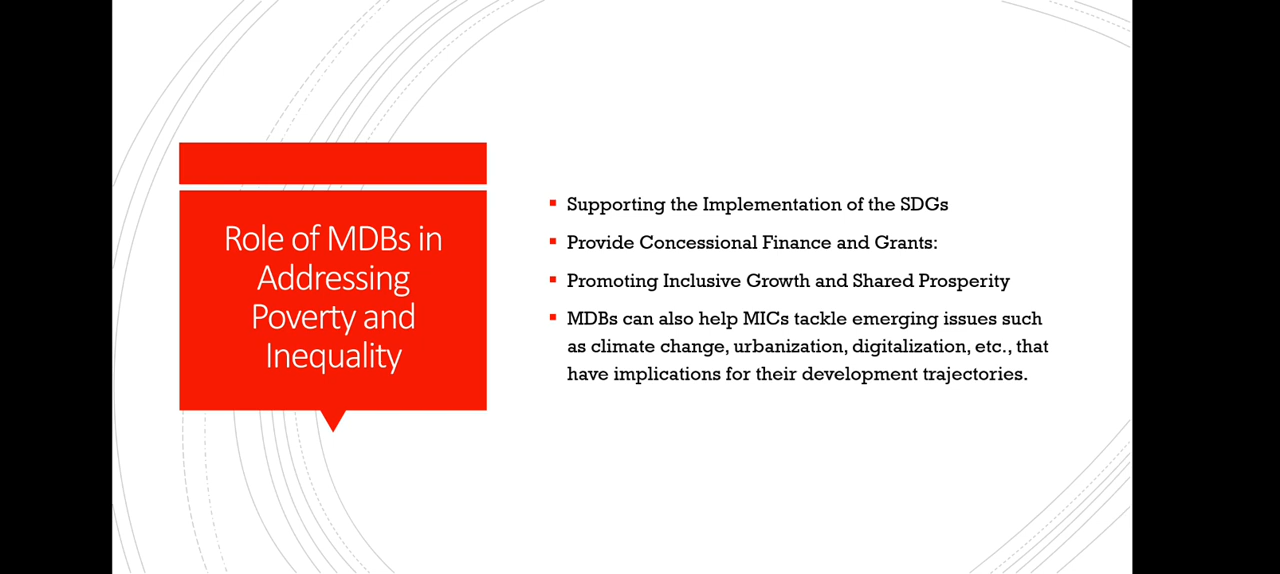 Role of MDBs in
Addressing
Poverty and
Inequality
▪ Supporting the Implementation of the SDGs
▪ Provide Concessional Finance and Grants:
▪ Promoting Inclusive Growth and Shared Prosperity
▪ MDBs can also help MICs tackle emerging issues such
as climate change, urbanization, digitalization, etc., that
have implications for their development trajectories.